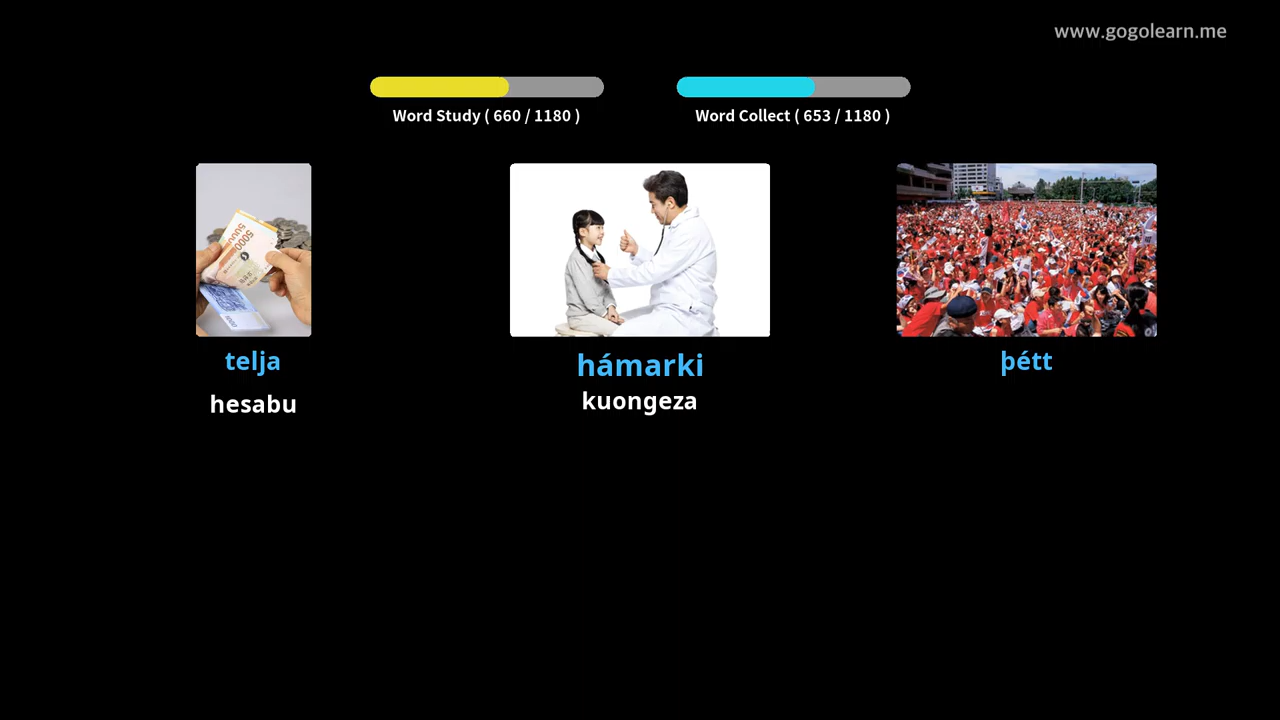 www.gogolearn.me
Word Study ( 660 / 1180 )
Word Collect ( 653 / 1180 )
telja
hesabu
hámarki
kuongeza
þétt